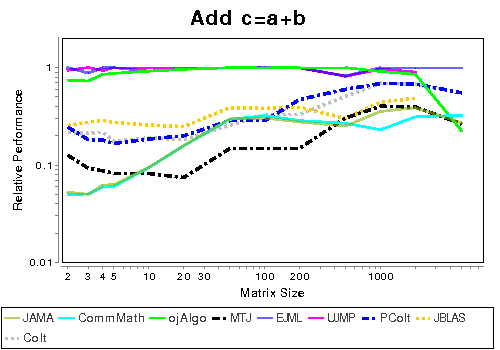 Add c=a+b
Relative Performance
1
0.1
0.01
2 3 4 5 10 20 30 100 200 1000
Matrix Size
JAMA CommMath ojAlgo MTJ EJML UJMP PColt JBLAS
Colt